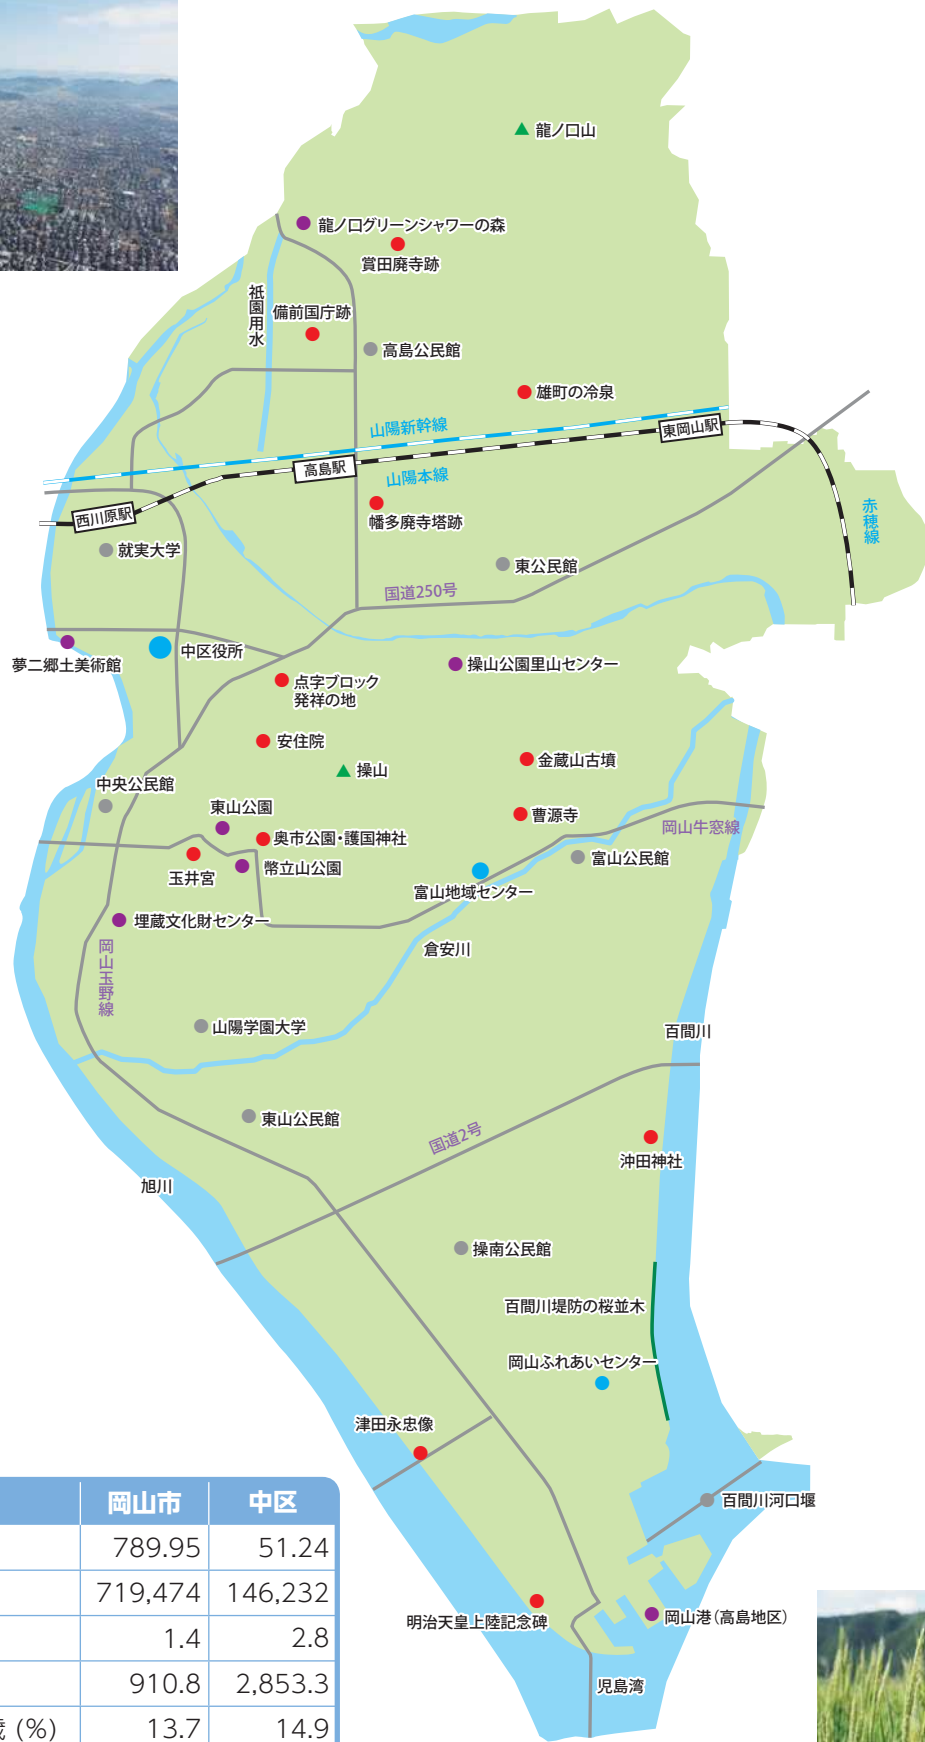 龍ノ口山
龍ノ口グリーンシャワーの森
賞田廃寺跡
祇園用水
備前国庁跡
高島公民館
雄町の冷泉
山陽新幹線
東岡山駅
高島駅
山陽本線
西川原駅
幡多廃寺塔跡
赤穂線
就実大学
東公民館
国道250号
夢二郷土美術館
中区役所
操山公園里山センター
点字ブロック
発祥の地
安住院
操山
金蔵山古墳
中央公民館
東山公園
曹源寺
岡山牛窓線
奥市公園・護国神社
玉井宮
幣立山公園
富山公民館
富山地域センター
埋蔵文化財センター
倉安川
岡山玉野線
山陽学園大学
百間川
東山公民館
国道2号
沖田神社
旭川
操南公民館
百間川堤防の桜並木
岡山ふれあいセンター
津田永忠像
百間川河口堰
明治天皇上陸記念碑
岡山港（高島地区）
児島湾
岡山市 中区
789.95 51.24
719,474 146,232
1.4 2.8
910.8 2,853.3
歳 (%) 13.7 14.9